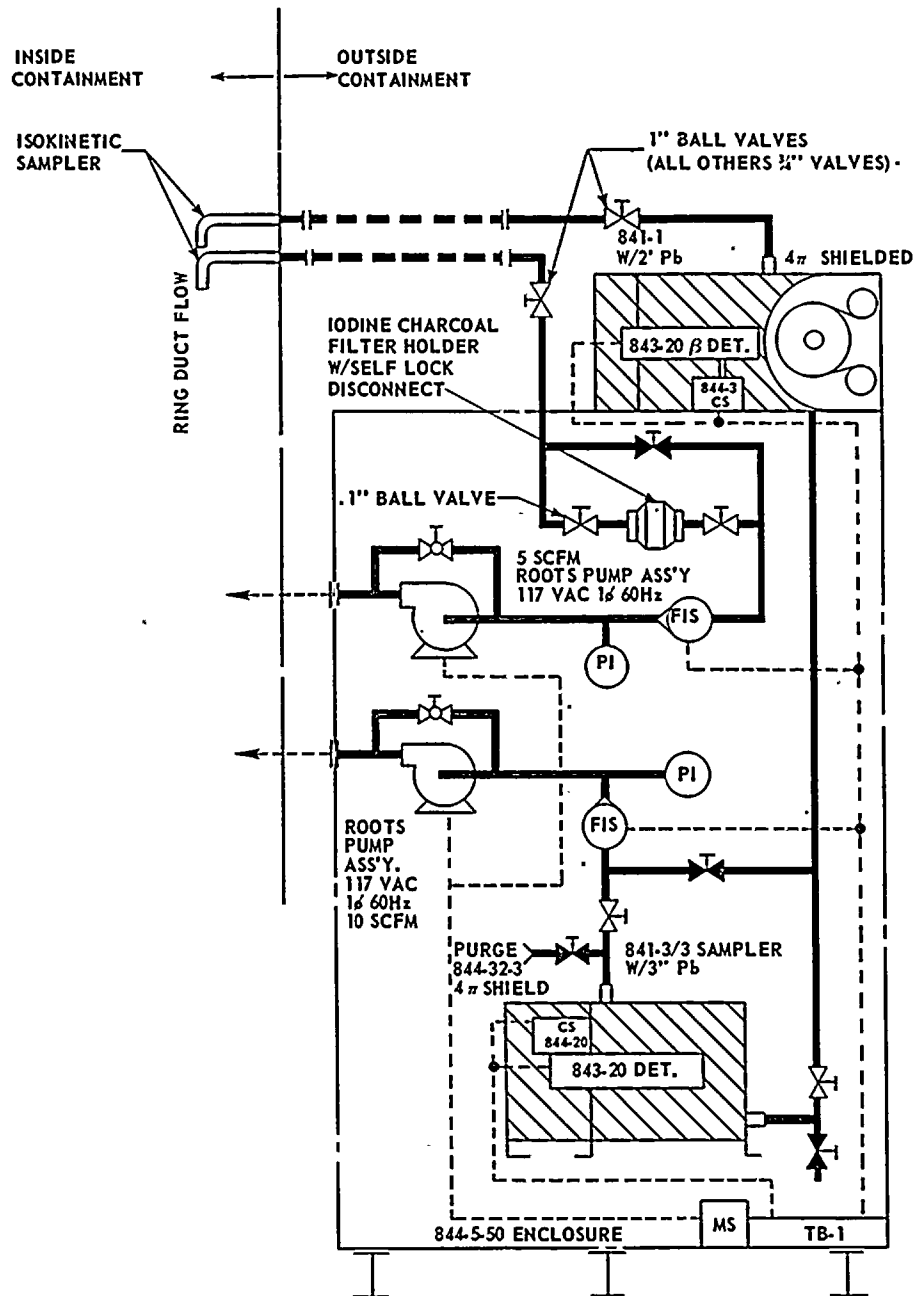 INSIDE
CONTAINMENT
OUTSIDE
CONTAINMENT
ISOKINETIC
SAMPLER
1" BALL VALVES
(ALL OTHERS ¾" VALVES)
841-1
W/2' Pb
4π SHIELDED
RING DUCT FLOW
IODINE CHARCOAL
FILTER HOLDER
W/SELF LOCK
DISCONNECT
843-20 β DET.
844-3
CS
.1" BALL VALVE
5 SCFM
ROOTS PUMP ASS'Y
117 VAC 1ø 60Hz
FIS
PI
PI
FIS
ROOTS
PUMP
ASS'Y.
117 VAC
1ø 60Hz
10 SCFM
PURGE
844-32-3
4π SHIELD
841-3/3 SAMPLER
W/3" Pb
CS
844-20
843-20 DET.
844-5-50 ENCLOSURE
MS
TB-1